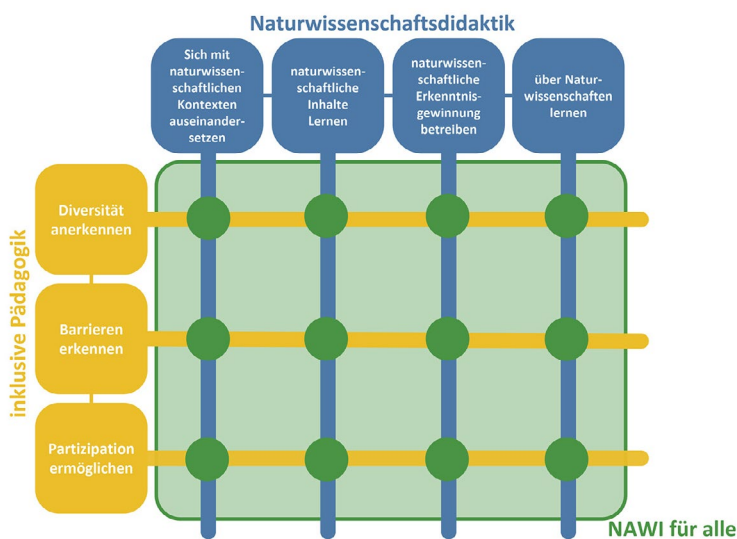 Naturwissenschaftsdidaktik
Sich mit
naturwissen-
schaftlichen
Kontexten
auseinander-
setzen
naturwissen-
schaftliche
Inhalte
Lernen
naturwissen-
schaftliche
Erkenntnis-
gewinnung
betreiben
über Natur-
wissenschaften
lernen
inklusive Pädagogik
Diversität
anerkennen
Barrieren
erkennen
Partizipation
ermöglichen
NAWI für alle